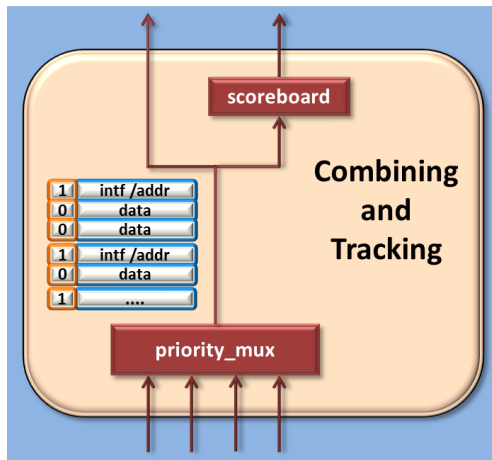 scoreboard
Combining
and
Tracking
1 intf /addr
0 data
0 data
1 intf /addr
0 data
1 ....
priority_mux